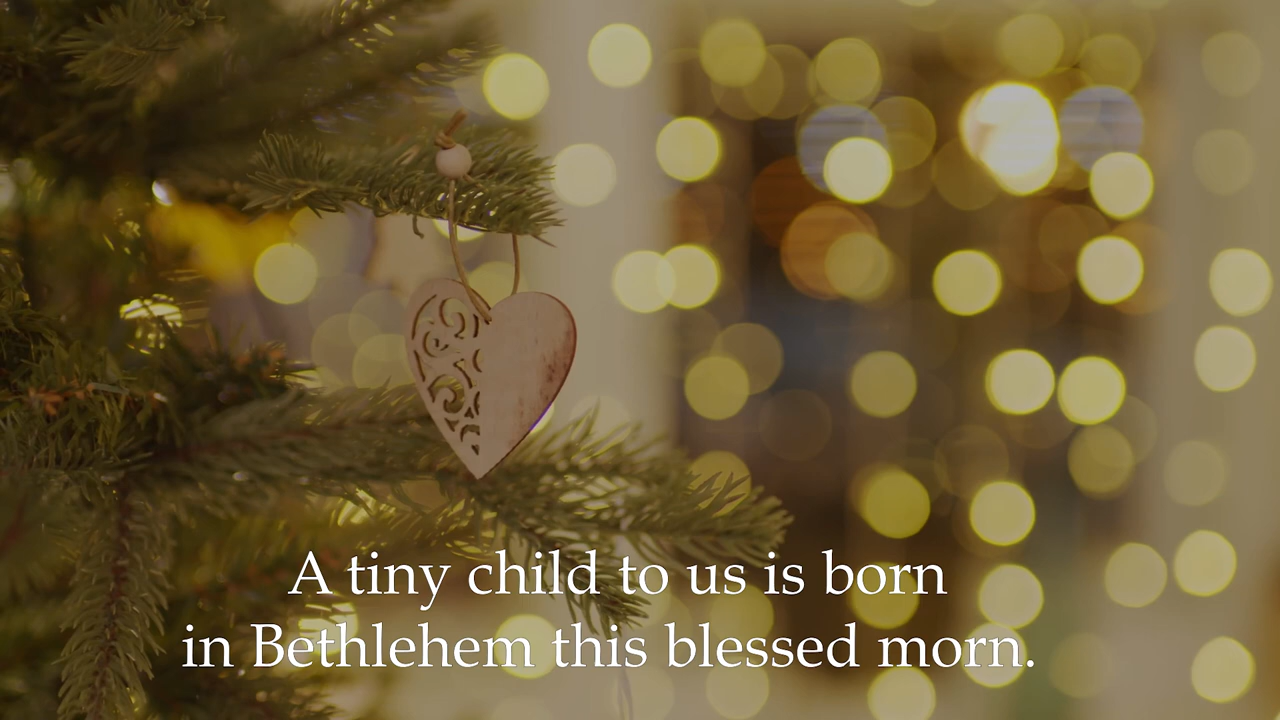 A tiny child to us is born
in Bethlehem this blessed morn.